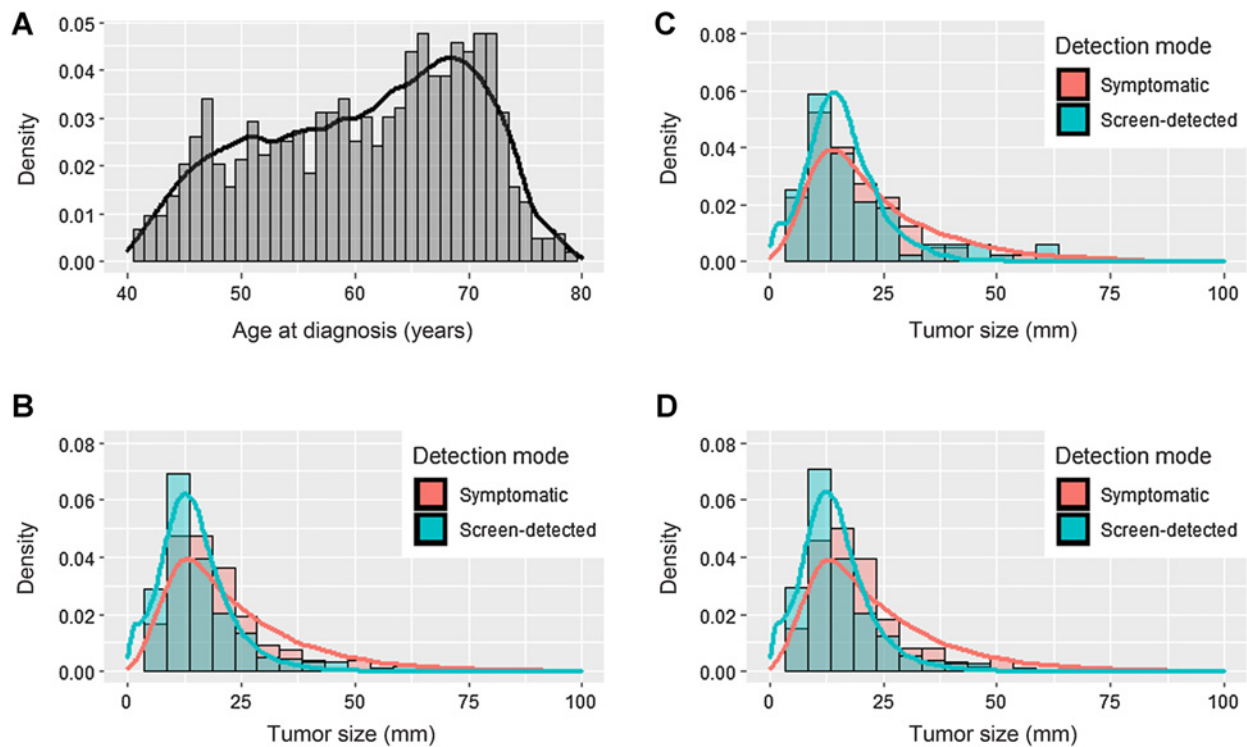 A
Density
0.05
0.04
0.03
0.02
0.01
0.00
40 50 60 70 80
Age at diagnosis (years)
C
Density
0.08
0.06
0.04
0.02
0.00
0 25 50 75 100
Tumor size (mm)
Detection mode
Symptomatic
Screen-detected
B
Density
0.08
0.06
0.04
0.02
0.00
0 25 50 75 100
Tumor size (mm)
Detection mode
Symptomatic
Screen-detected
D
Density
0.08
0.06
0.04
0.02
0.00
0 25 50 75 100
Tumor size (mm)
Detection mode
Symptomatic
Screen-detected